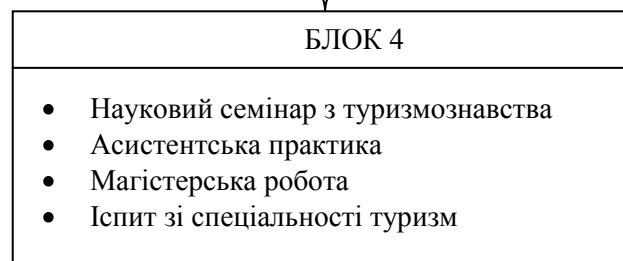 БЛОК 4
• Науковий семінар з туризмознавства
• Асистентська практика
• Магістерська робота
• Іспит зі спеціальності туризм